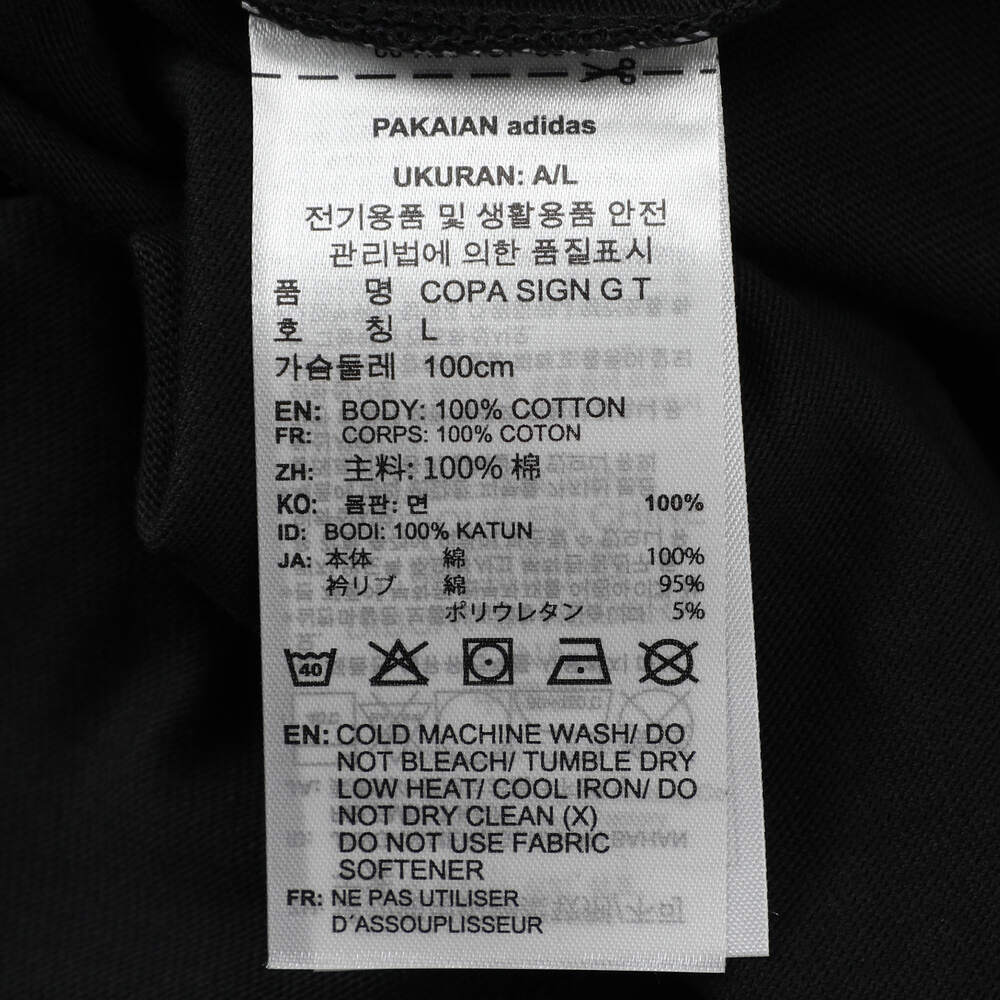 PAKAIAN adidas
UKURAN: A/L
전기용품 및 생활용품 안전
관리법에 의한 품질표시
품 명 COPA SIGN G T
호 칭 L
가슴둘레 100cm
EN: BODY: 100% COTTON
FR: CORPS: 100% COTON
ZH: 主料: 100% 棉
KO: 몸판: 면 100%
ID: BODI: 100% KATUN
JA: 本体 綿 100%
衿リブ 綿 95%
ポリウレタン 5%
40
EN: COLD MACHINE WASH/ DO
NOT BLEACH/ TUMBLE DRY
LOW HEAT/ COOL IRON/ DO
NOT DRY CLEAN (X)
DO NOT USE FABRIC
SOFTENER
FR: NE PAS UTILISER
D´ASSOUPLISSEUR